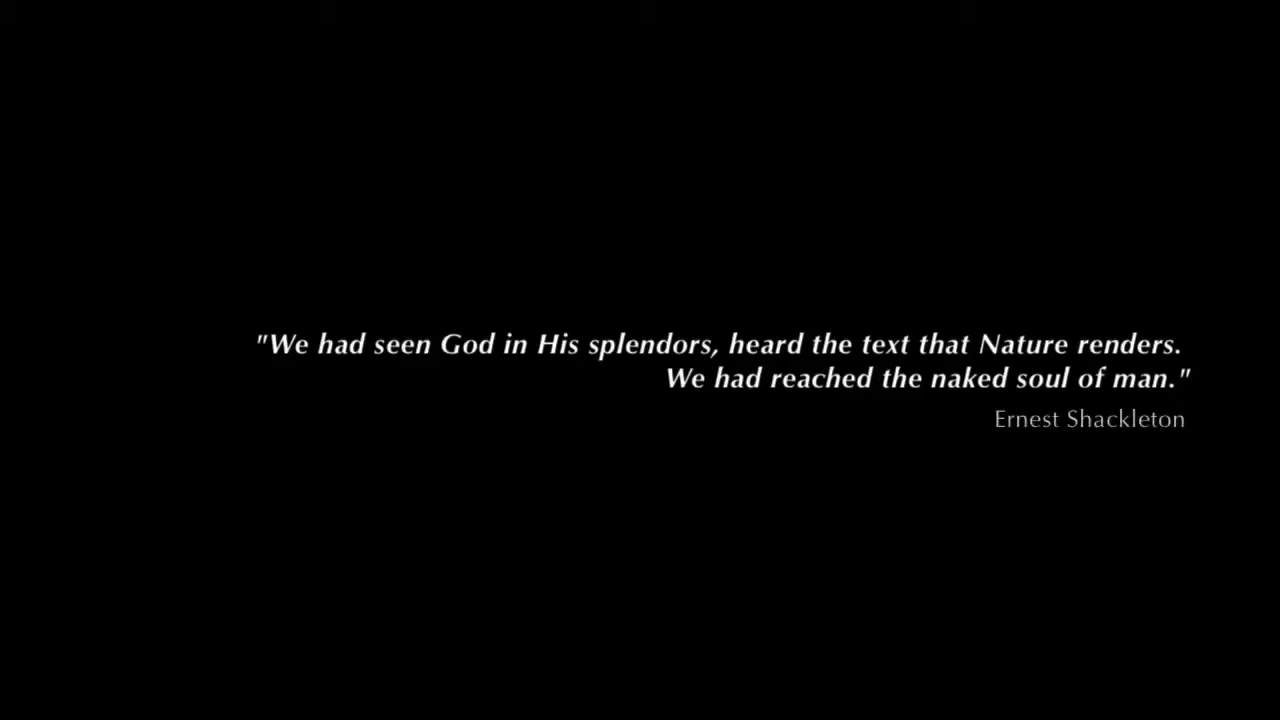 "We had seen God in His splendors, heard the text that Nature renders.
We had reached the naked soul of man."
Ernest Shackleton